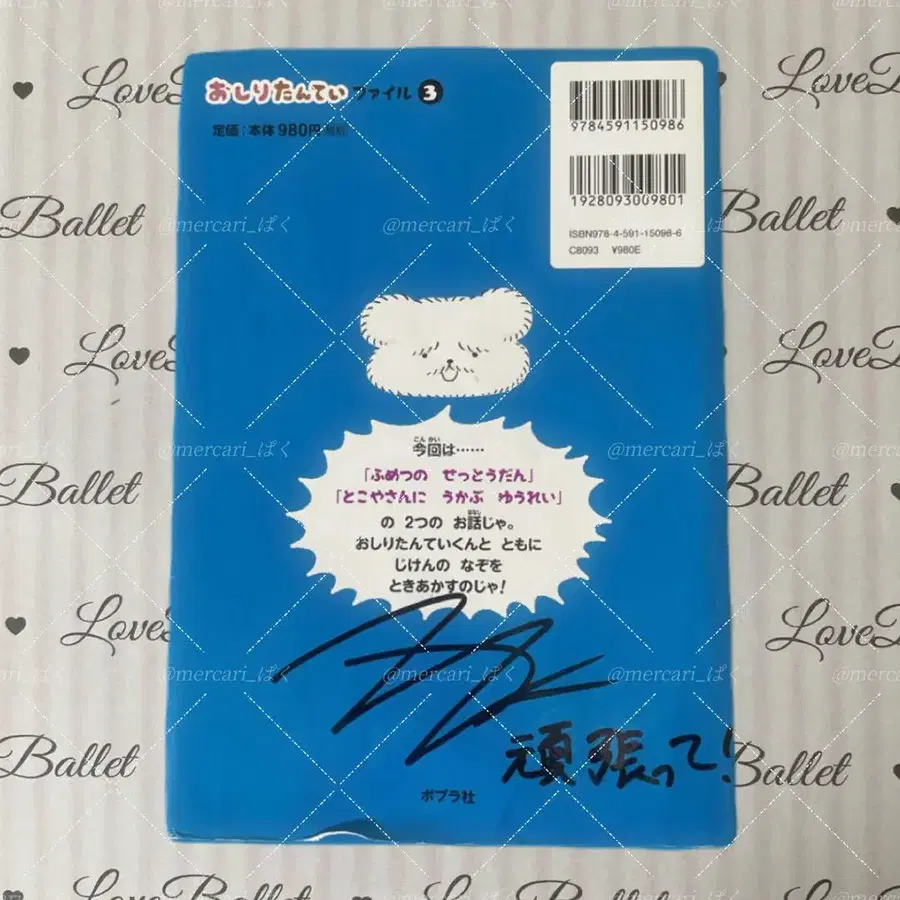 おしりたんてい ファイル 3
定価:本体980円
9784591150986
1928093009801
ISBN978-4-591-15098-6
C8093 ¥980E
今回は……
「ふめつの せっとうだん」
「とこやさんに うかぶ ゆうれい」
の 2つの お話じゃ。
おしりたんていくんと ともに
じけんの なぞを
ときあかすのじゃ!
頑張って!
ポプラ社
Love
Ballet
@mercari_ぱく